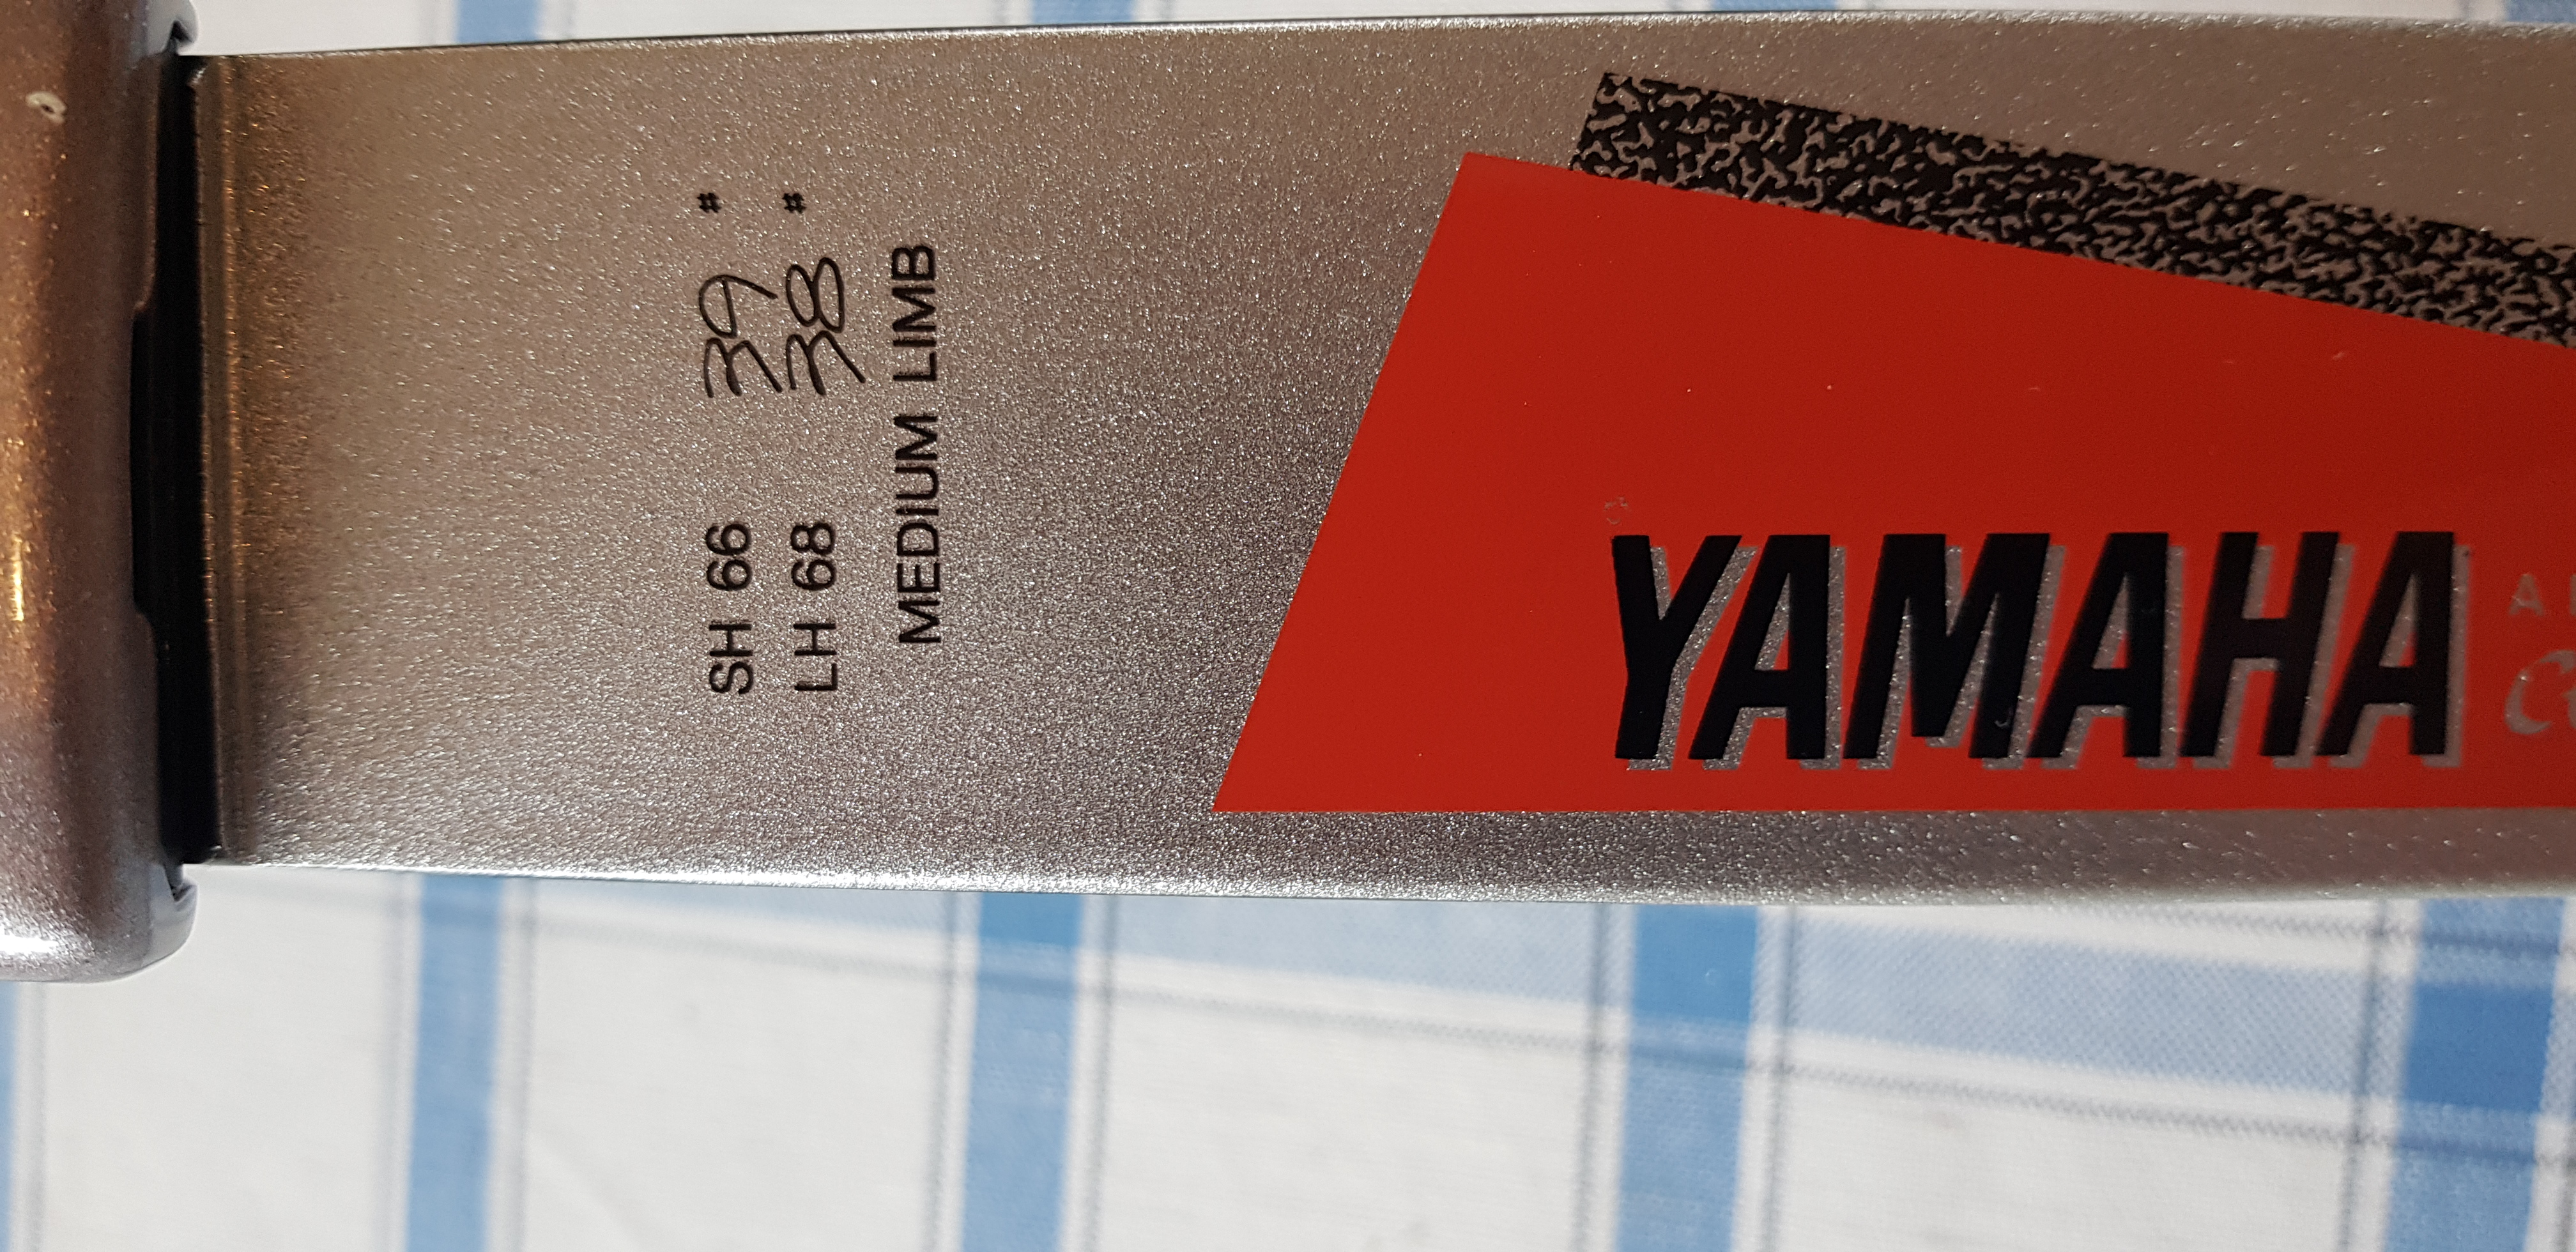 SH 66 39 #
LH 68 38 #
MEDIUM LIMB
YAMAHA